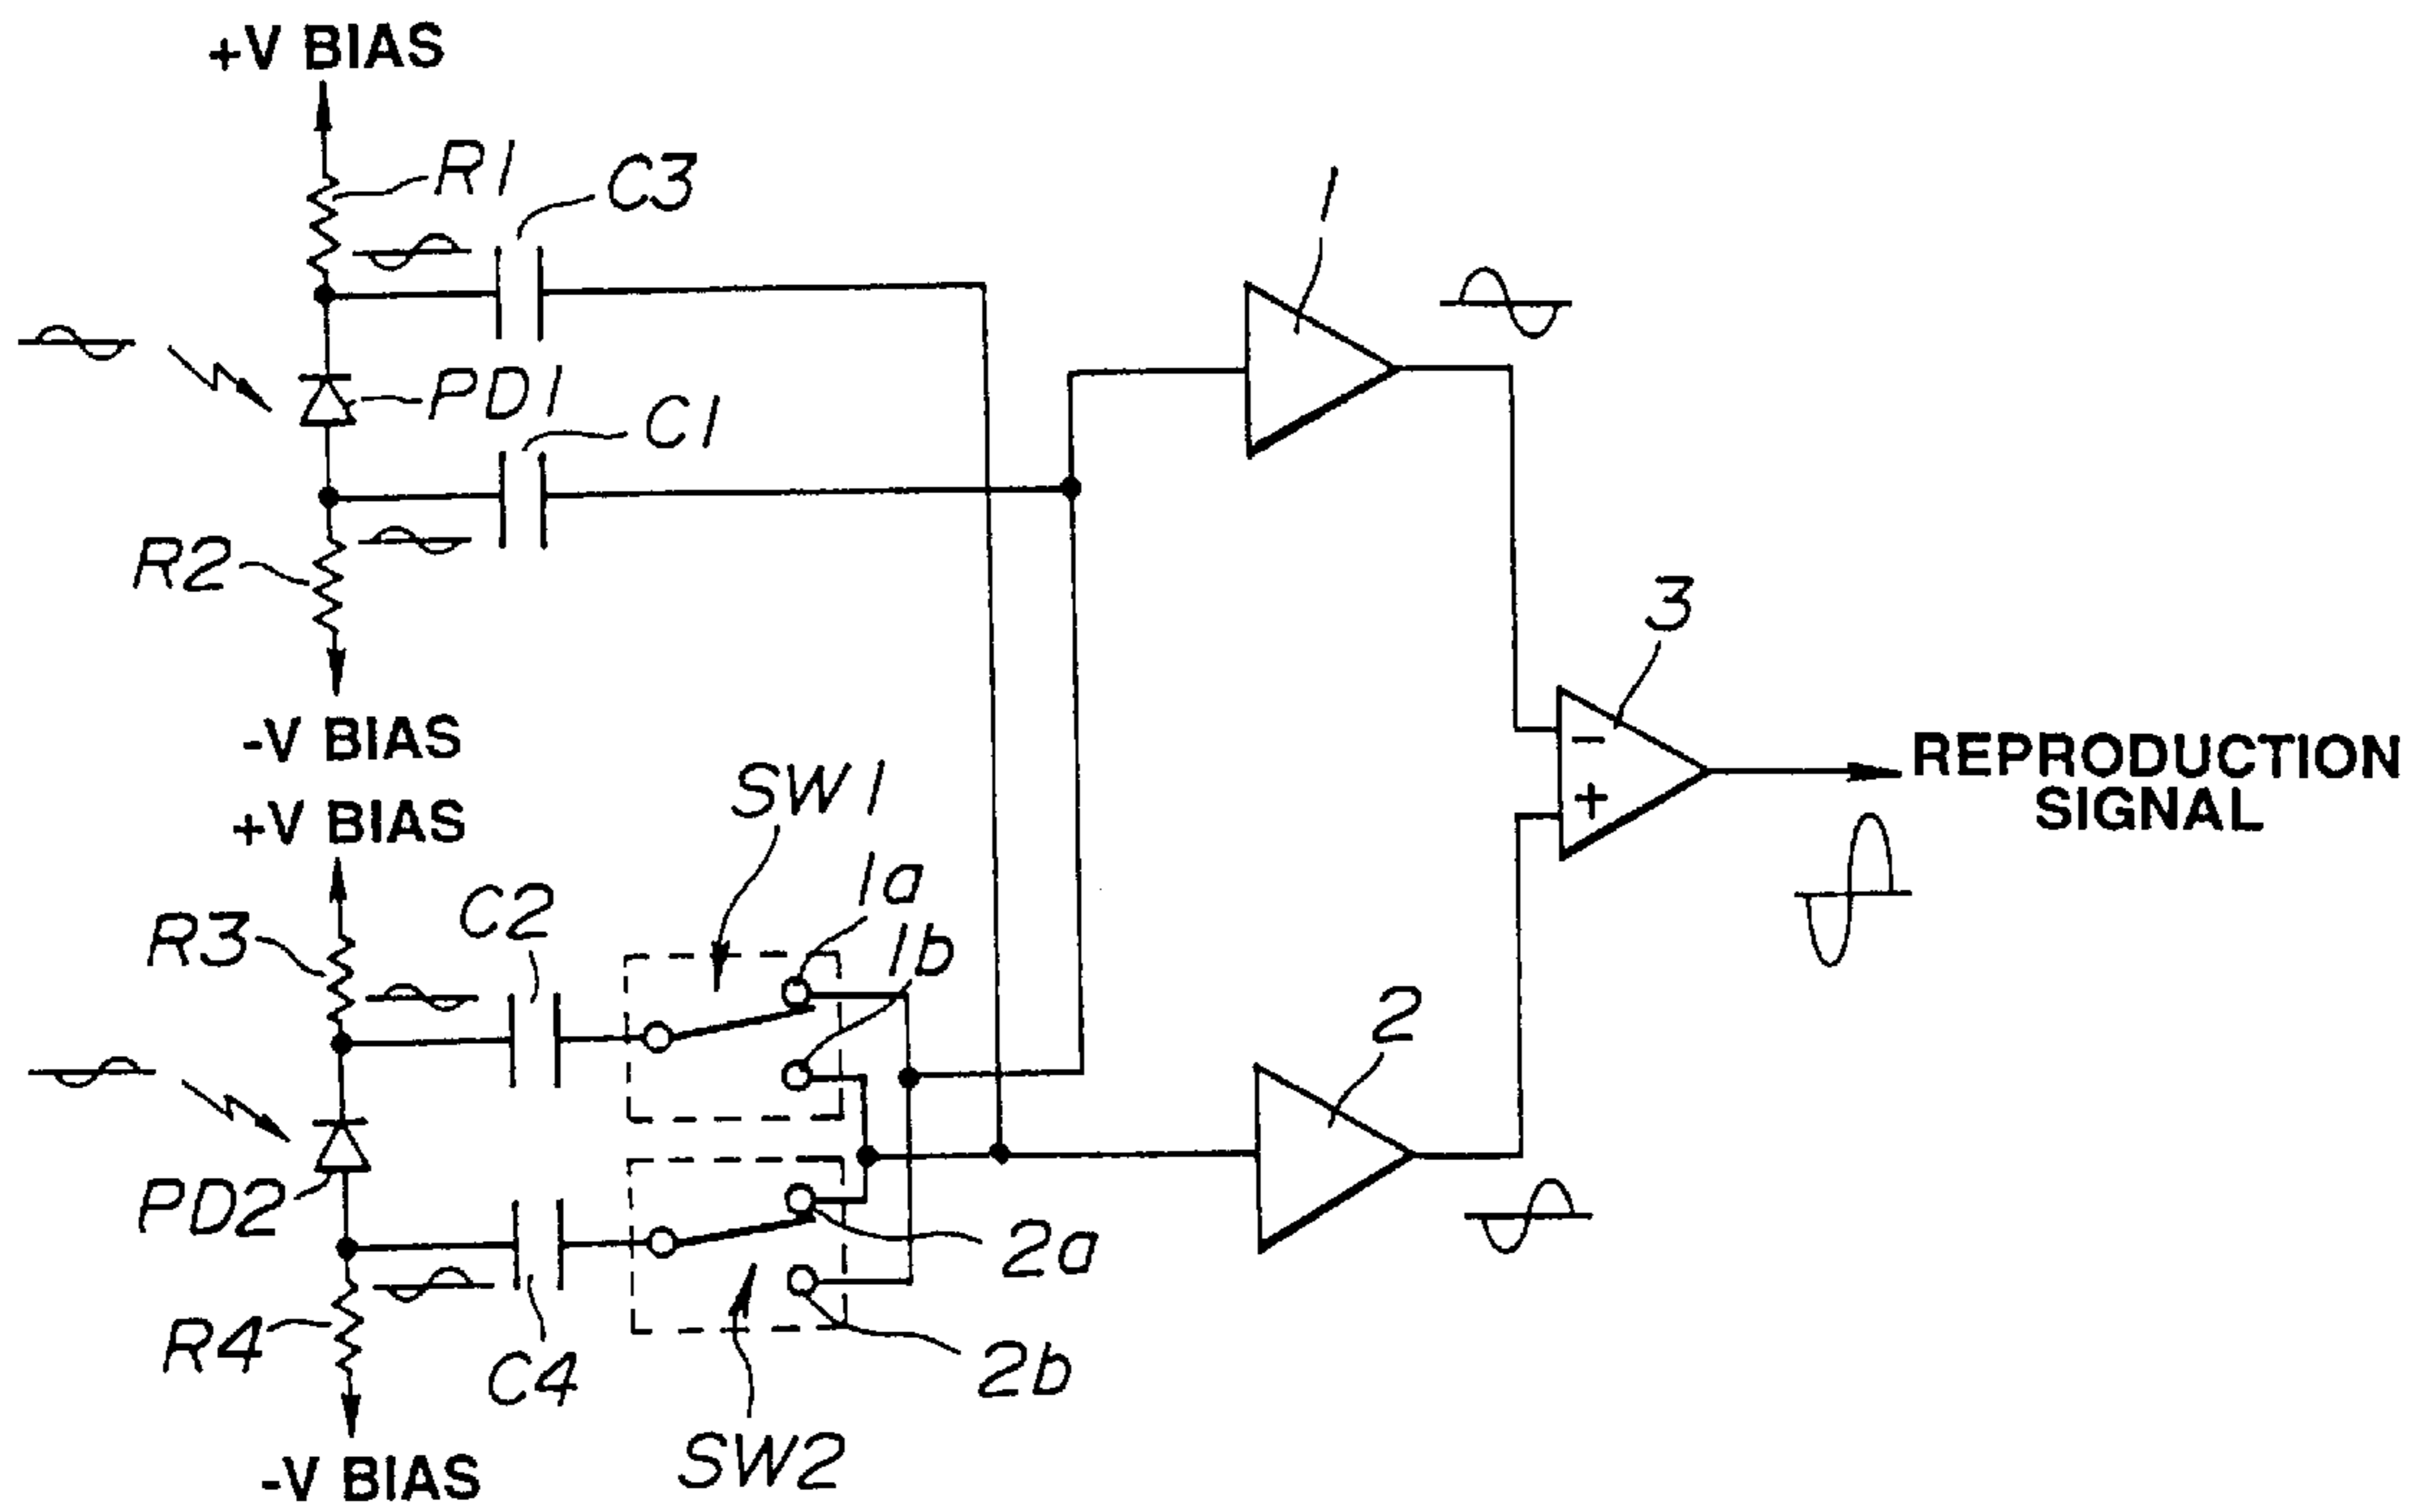 +V BIAS
R1
C3
1
PD1
C1
R2
3
-V BIAS
REPRODUCTION
SIGNAL
-
+
SW1
+V BIAS
1a
C2
1b
R3
2
PD2
2a
R4
C4
2b
SW2
-V BIAS